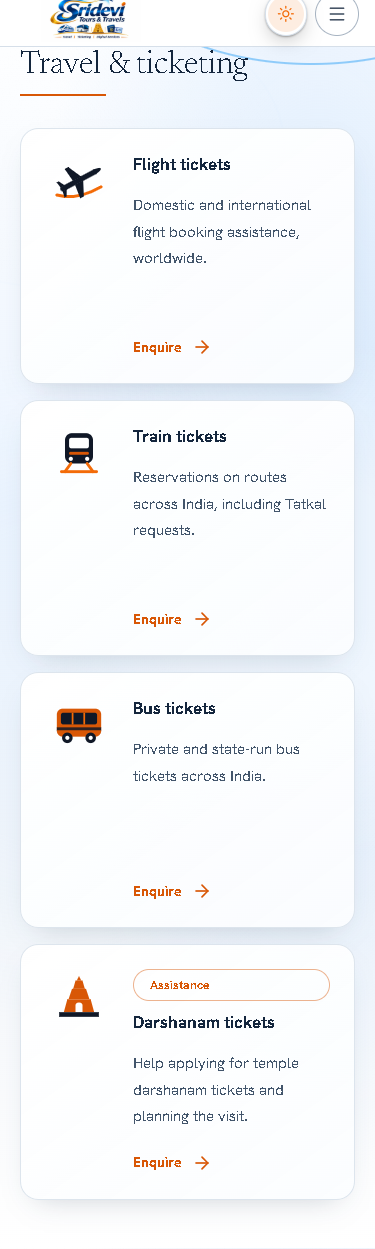 Sridevi
Tours & Travels
Travel & ticketing
Flight tickets
Domestic and international
flight booking assistance,
worldwide.
Enquire
Train tickets
Reservations on routes
across India, including Tatkal
requests.
Enquire
Bus tickets
Private and state-run bus
tickets across India.
Enquire
Assistance
Darshanam tickets
Help applying for temple
darshanam tickets and
planning the visit.
Enquire